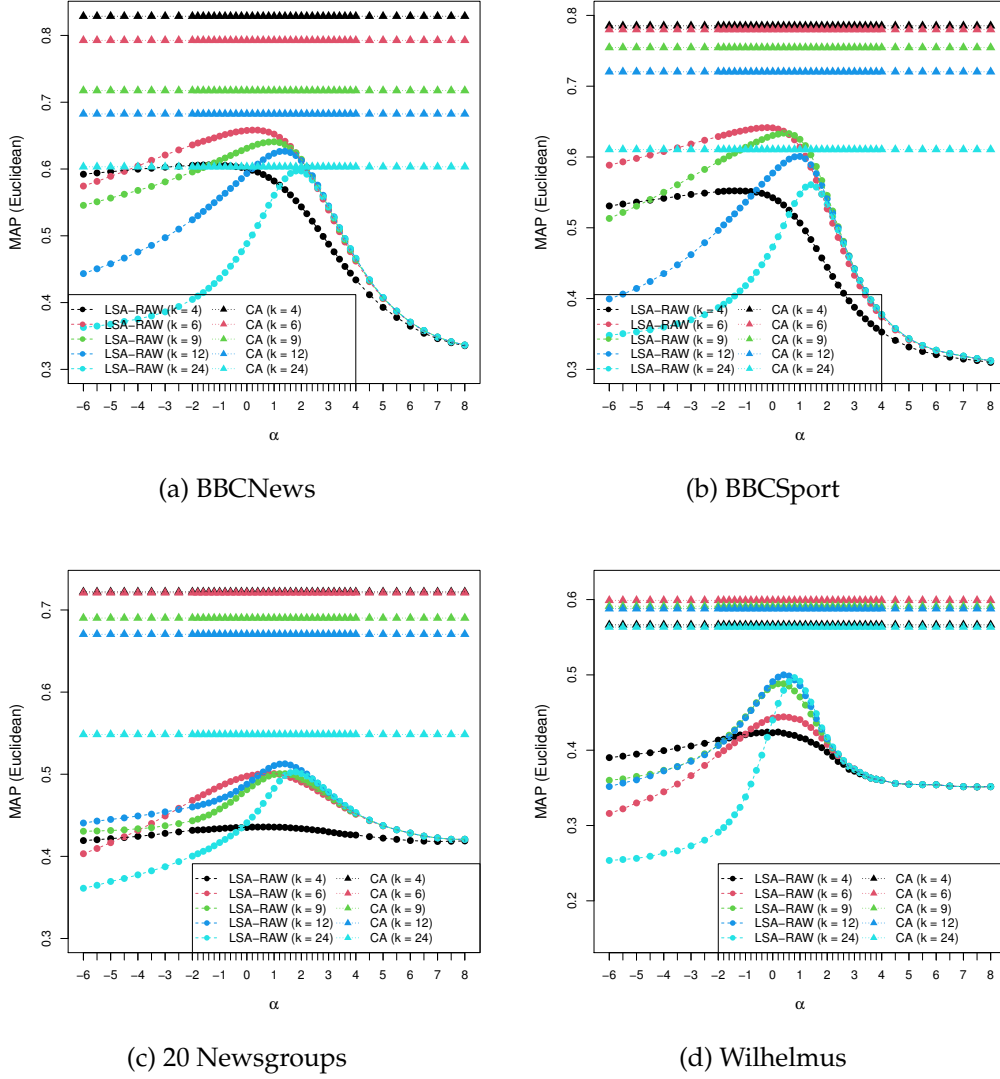 MAP (Euclidean)
0.8
0.7
0.6
0.5
0.4
0.3
LSA−RAW (k = 4) CA (k = 4)
LSA−RAW (k = 6) CA (k = 6)
LSA−RAW (k = 9) CA (k = 9)
LSA−RAW (k = 12) CA (k = 12)
LSA−RAW (k = 24) CA (k = 24)
−6 −5 −4 −3 −2 −1 0 1 2 3 4 5 6 7 8
α
(a) BBCNews
MAP (Euclidean)
0.8
0.7
0.6
0.5
0.4
0.3
LSA−RAW (k = 4) CA (k = 4)
LSA−RAW (k = 6) CA (k = 6)
LSA−RAW (k = 9) CA (k = 9)
LSA−RAW (k = 12) CA (k = 12)
LSA−RAW (k = 24) CA (k = 24)
−6 −5 −4 −3 −2 −1 0 1 2 3 4 5 6 7 8
α
(b) BBCSport
MAP (Euclidean)
0.7
0.6
0.5
0.4
0.3
LSA−RAW (k = 4) CA (k = 4)
LSA−RAW (k = 6) CA (k = 6)
LSA−RAW (k = 9) CA (k = 9)
LSA−RAW (k = 12) CA (k = 12)
LSA−RAW (k = 24) CA (k = 24)
−6 −5 −4 −3 −2 −1 0 1 2 3 4 5 6 7 8
α
(c) 20 Newsgroups
MAP (Euclidean)
0.6
0.5
0.4
0.3
0.2
LSA−RAW (k = 4) CA (k = 4)
LSA−RAW (k = 6) CA (k = 6)
LSA−RAW (k = 9) CA (k = 9)
LSA−RAW (k = 12) CA (k = 12)
LSA−RAW (k = 24) CA (k = 24)
−6 −5 −4 −3 −2 −1 0 1 2 3 4 5 6 7 8
α
(d) Wilhelmus